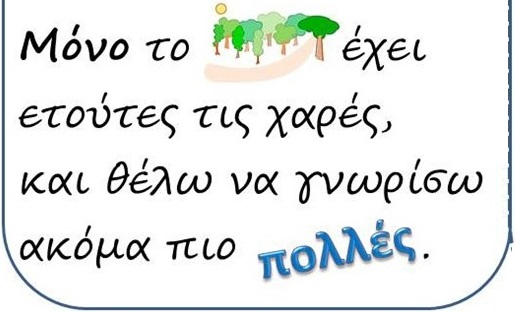 Μόνο το έχει
ετούτες τις χαρές,
και θέλω να γνωρίσω
ακόμα πιο πολλές.